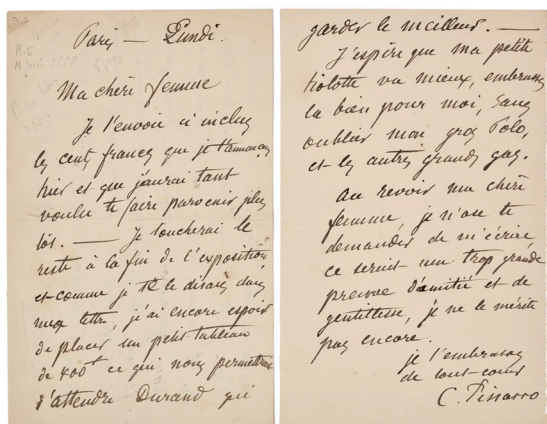 Paris — Lundi.
Ma chère femme
Je t'envoie ci inclus
les cents francs que je t'annonçais
hier et que j'aurai tant
voulu te faire parvenir plus
tôt. — Je toucherai le
reste à la fin de l'exposition
et comme je te le disais dans
ma lettre, j'ai encore espoir
de placer un petit tableau
de 400f ce qui nous permettra
d'attendre Durand qui
garder le meilleur. —
J'espère que ma petite
Kokotte va mieux, embrasse
la bien pour moi, sans
oublier mon gros Polo,
et les autres grands gas.
Au revoir ma chère
femme, je n'ose te
demander de m'écrire
ce serait une trop grande
preuve d'amitié et de
gentillesse, je ne le mérite
pas encore.
je t'embrasse
de tout cœur
C. Pissarro